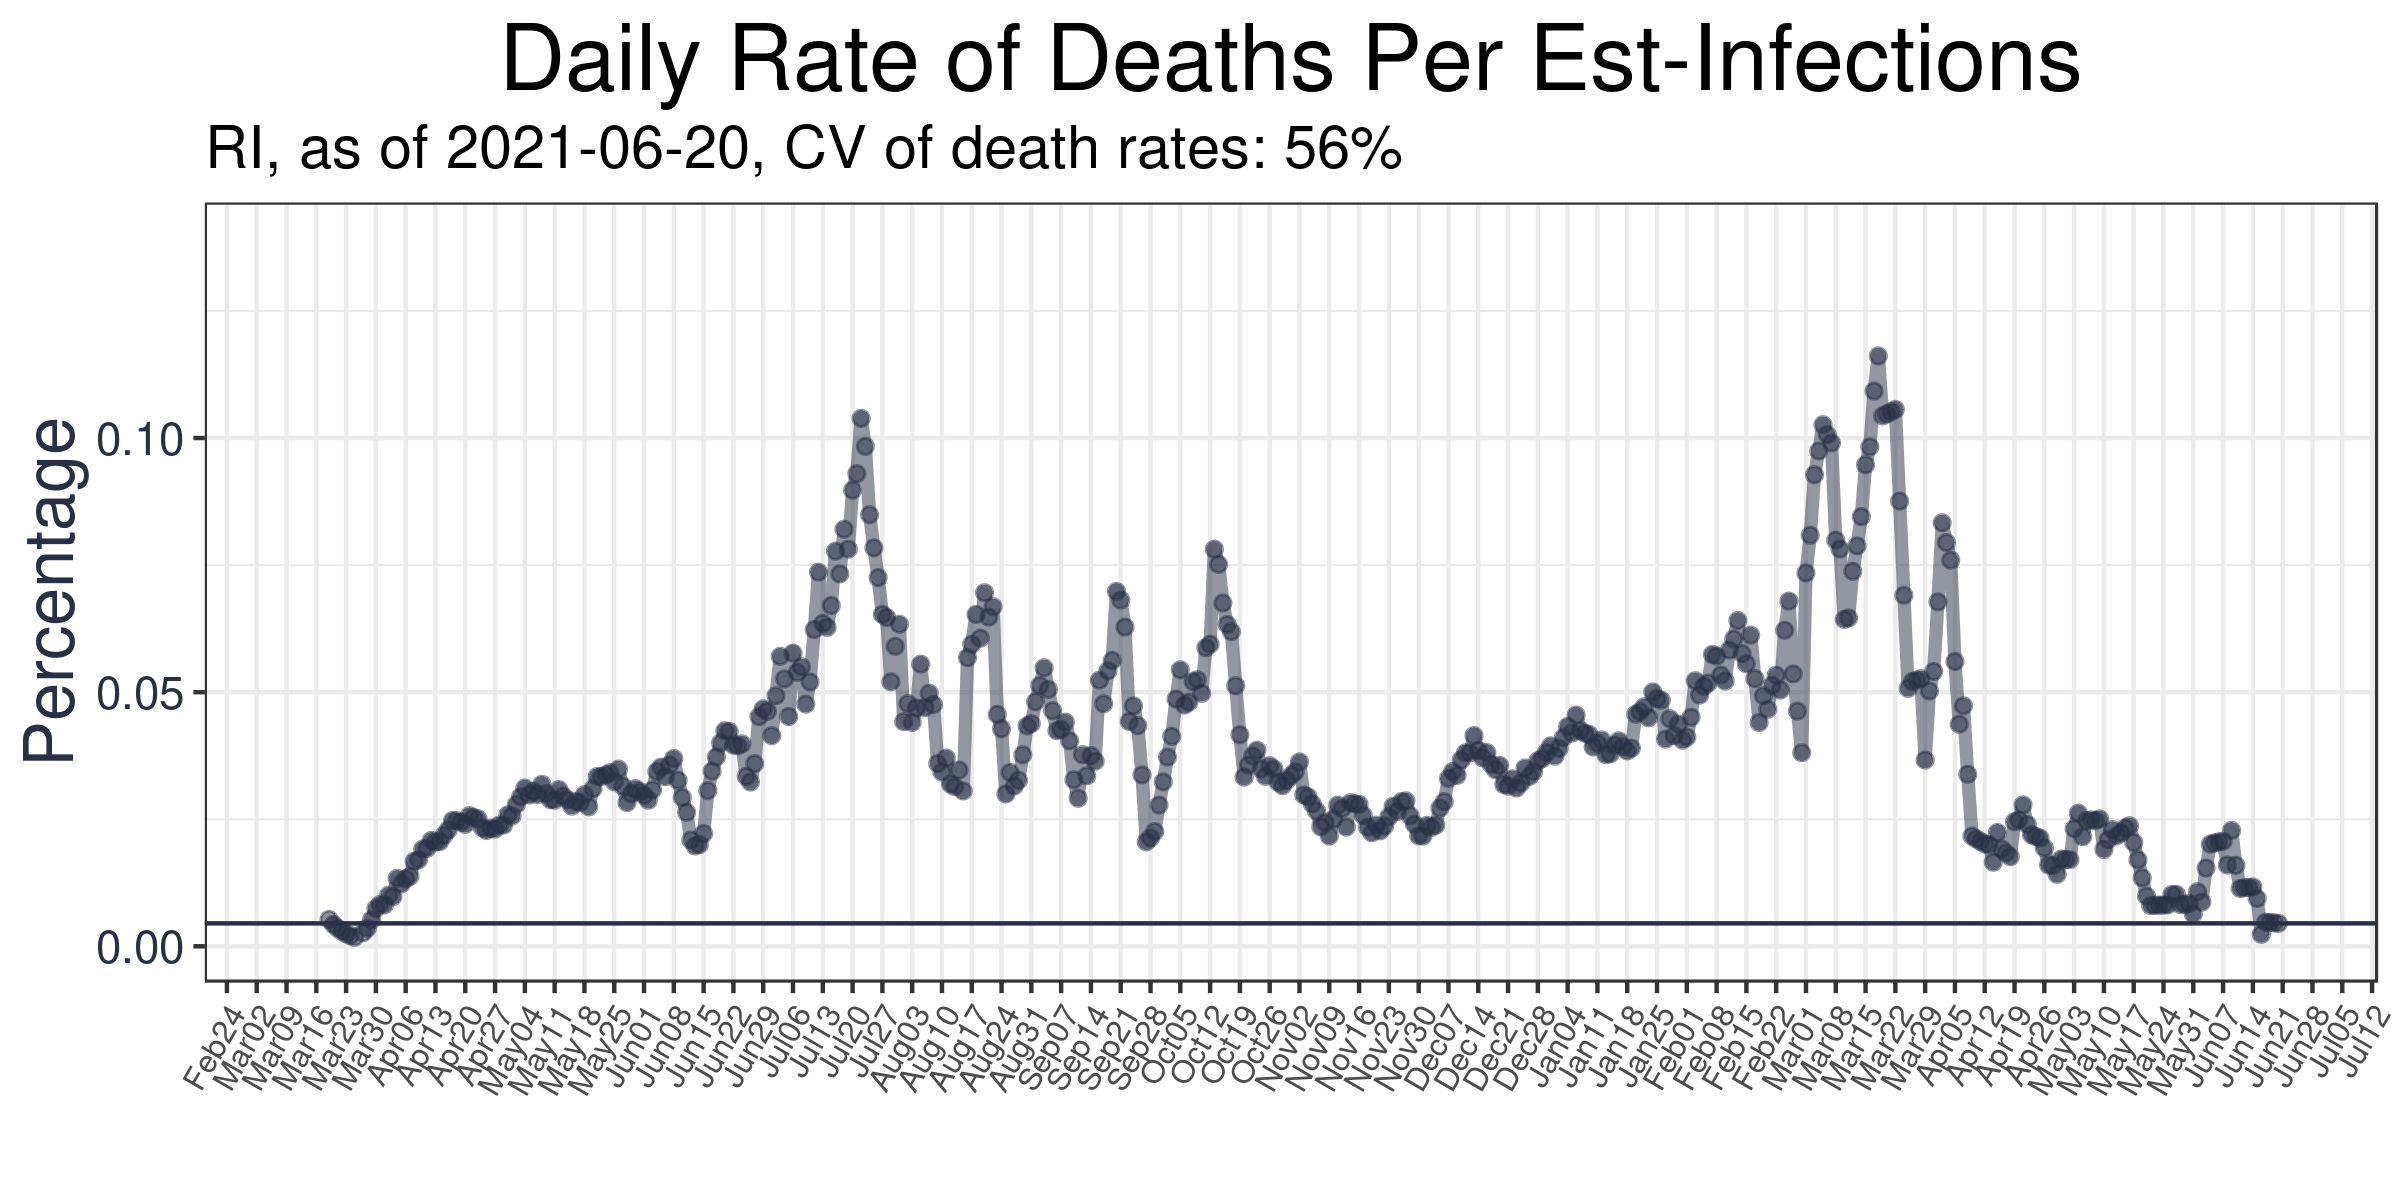 Daily Rate of Deaths Per Est-Infections
RI, as of 2021-06-20, CV of death rates: 56%
Percentage
0.10
0.05
0.00
Feb24
Mar02
Mar09
Mar16
Mar23
Mar30
Apr06
Apr13
Apr20
Apr27
May04
May11
May18
May25
Jun01
Jun08
Jun15
Jun22
Jun29
Jul06
Jul13
Jul20
Jul27
Aug03
Aug10
Aug17
Aug24
Aug31
Sep07
Sep14
Sep21
Sep28
Oct05
Oct12
Oct19
Oct26
Nov02
Nov09
Nov16
Nov23
Nov30
Dec07
Dec14
Dec21
Dec28
Jan04
Jan11
Jan18
Jan25
Feb01
Feb08
Feb15
Feb22
Mar01
Mar08
Mar15
Mar22
Mar29
Apr05
Apr12
Apr19
Apr26
May03
May10
May17
May24
May31
Jun07
Jun14
Jun21
Jun28
Jul05
Jul12